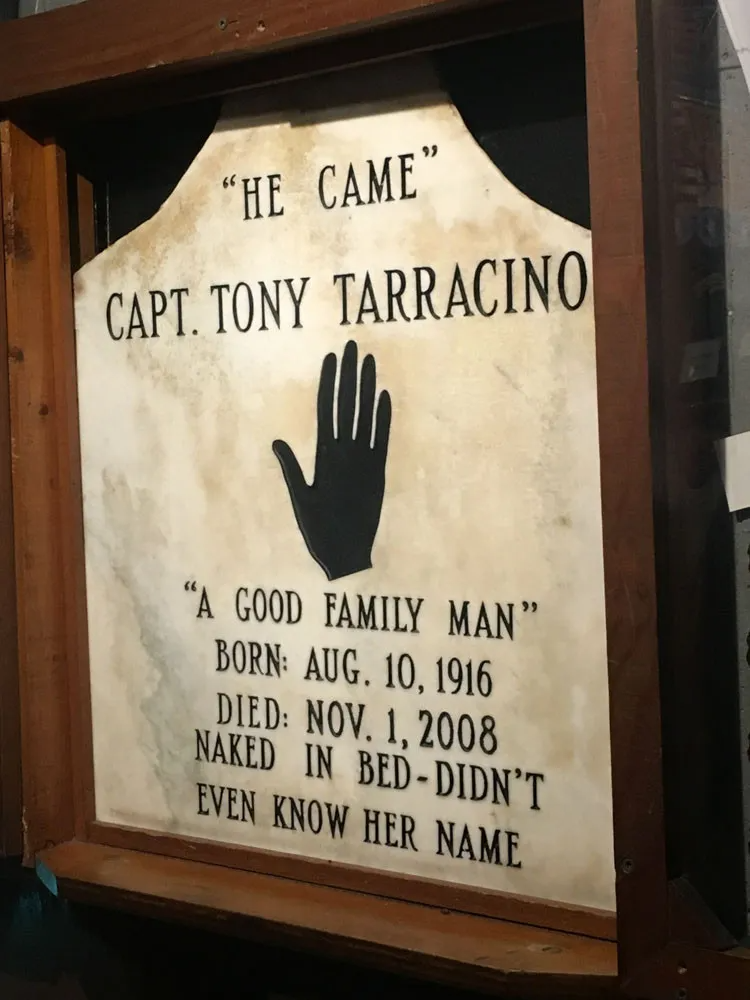 “HE CAME”
CAPT. TONY TARRACINO
“A GOOD FAMILY MAN”
BORN: AUG. 10, 1916
DIED: NOV. 1, 2008
NAKED IN BED-DIDN'T
EVEN KNOW HER NAME